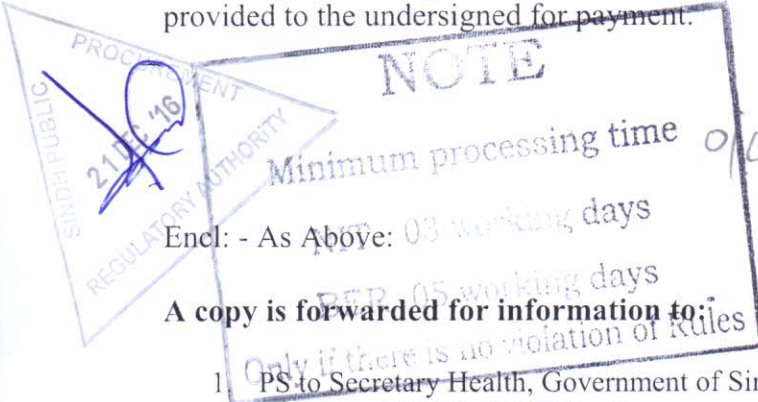 provided to the undersigned for payment.
SINDH PUBLIC
PROCUREMENT
REGULATORY AUTHORITY
21 DEC '16
NOTE
Minimum processing time
NIT 03 working days
BER 05 working days
Only if there is no violation of Rules
Encl: - As Above:
A copy is forwarded for information to:-
1. PS to Secretary Health, Government of Sin